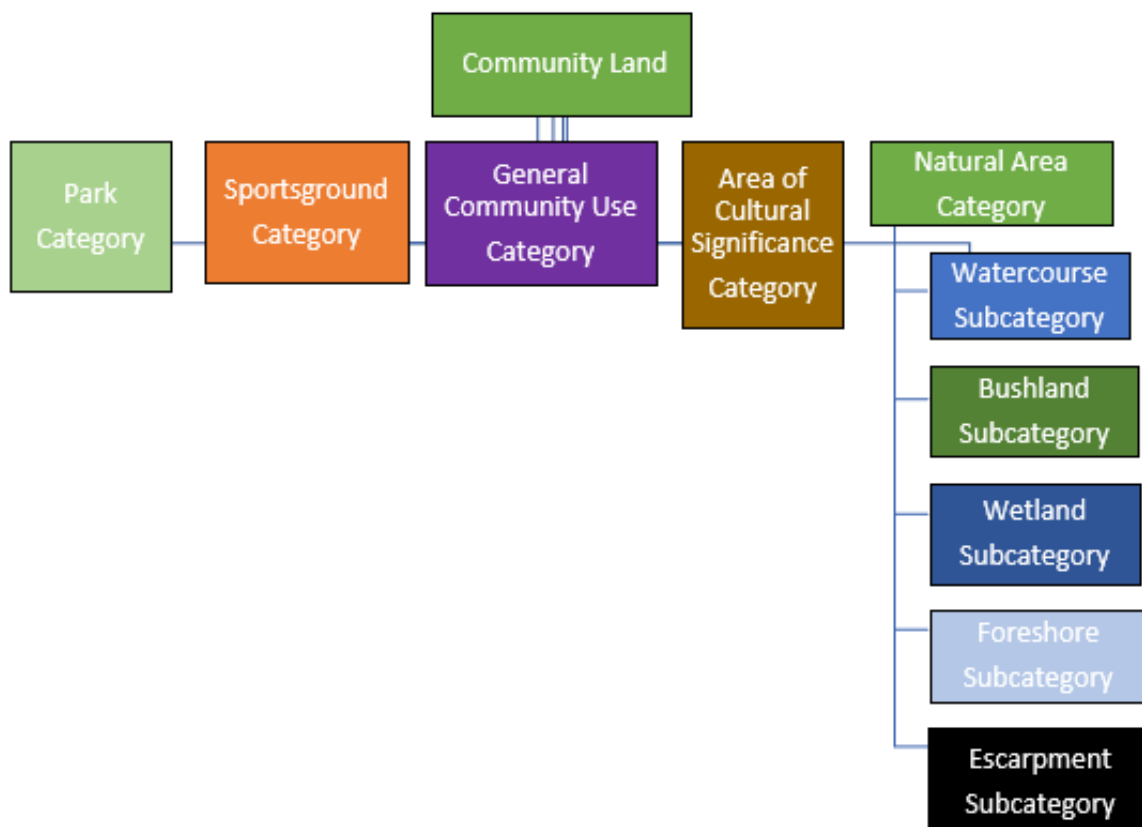 Community Land
Park
Category
Sportsground
Category
General
Community Use
Category
Area of
Cultural
Significance
Category
Natural Area
Category
Watercourse
Subcategory
Bushland
Subcategory
Wetland
Subcategory
Foreshore
Subcategory
Escarpment
Subcategory